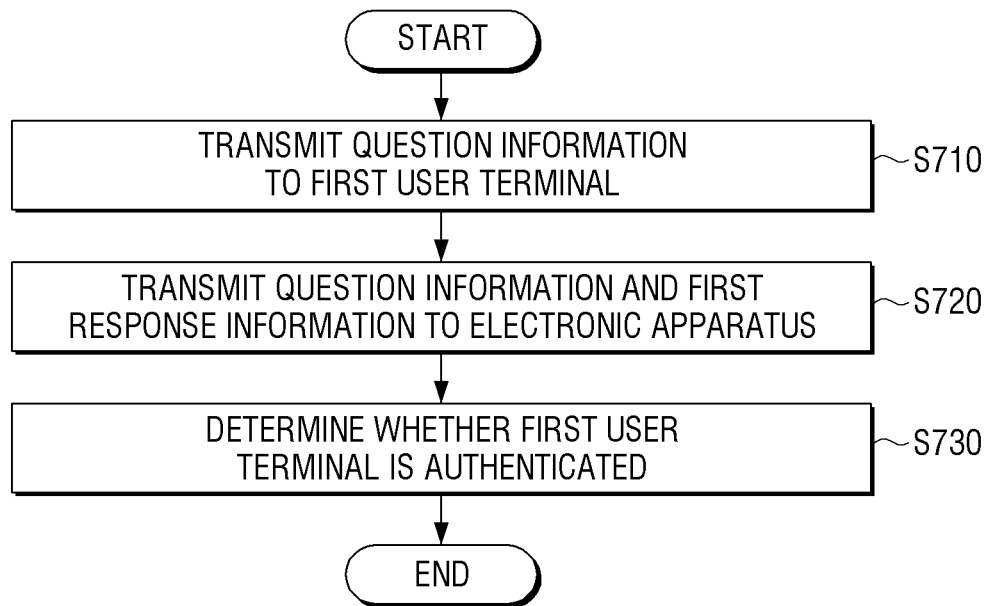 START
TRANSMIT QUESTION INFORMATION
TO FIRST USER TERMINAL
S710
TRANSMIT QUESTION INFORMATION AND FIRST
RESPONSE INFORMATION TO ELECTRONIC APPARATUS
S720
DETERMINE WHETHER FIRST USER
TERMINAL IS AUTHENTICATED
S730
END